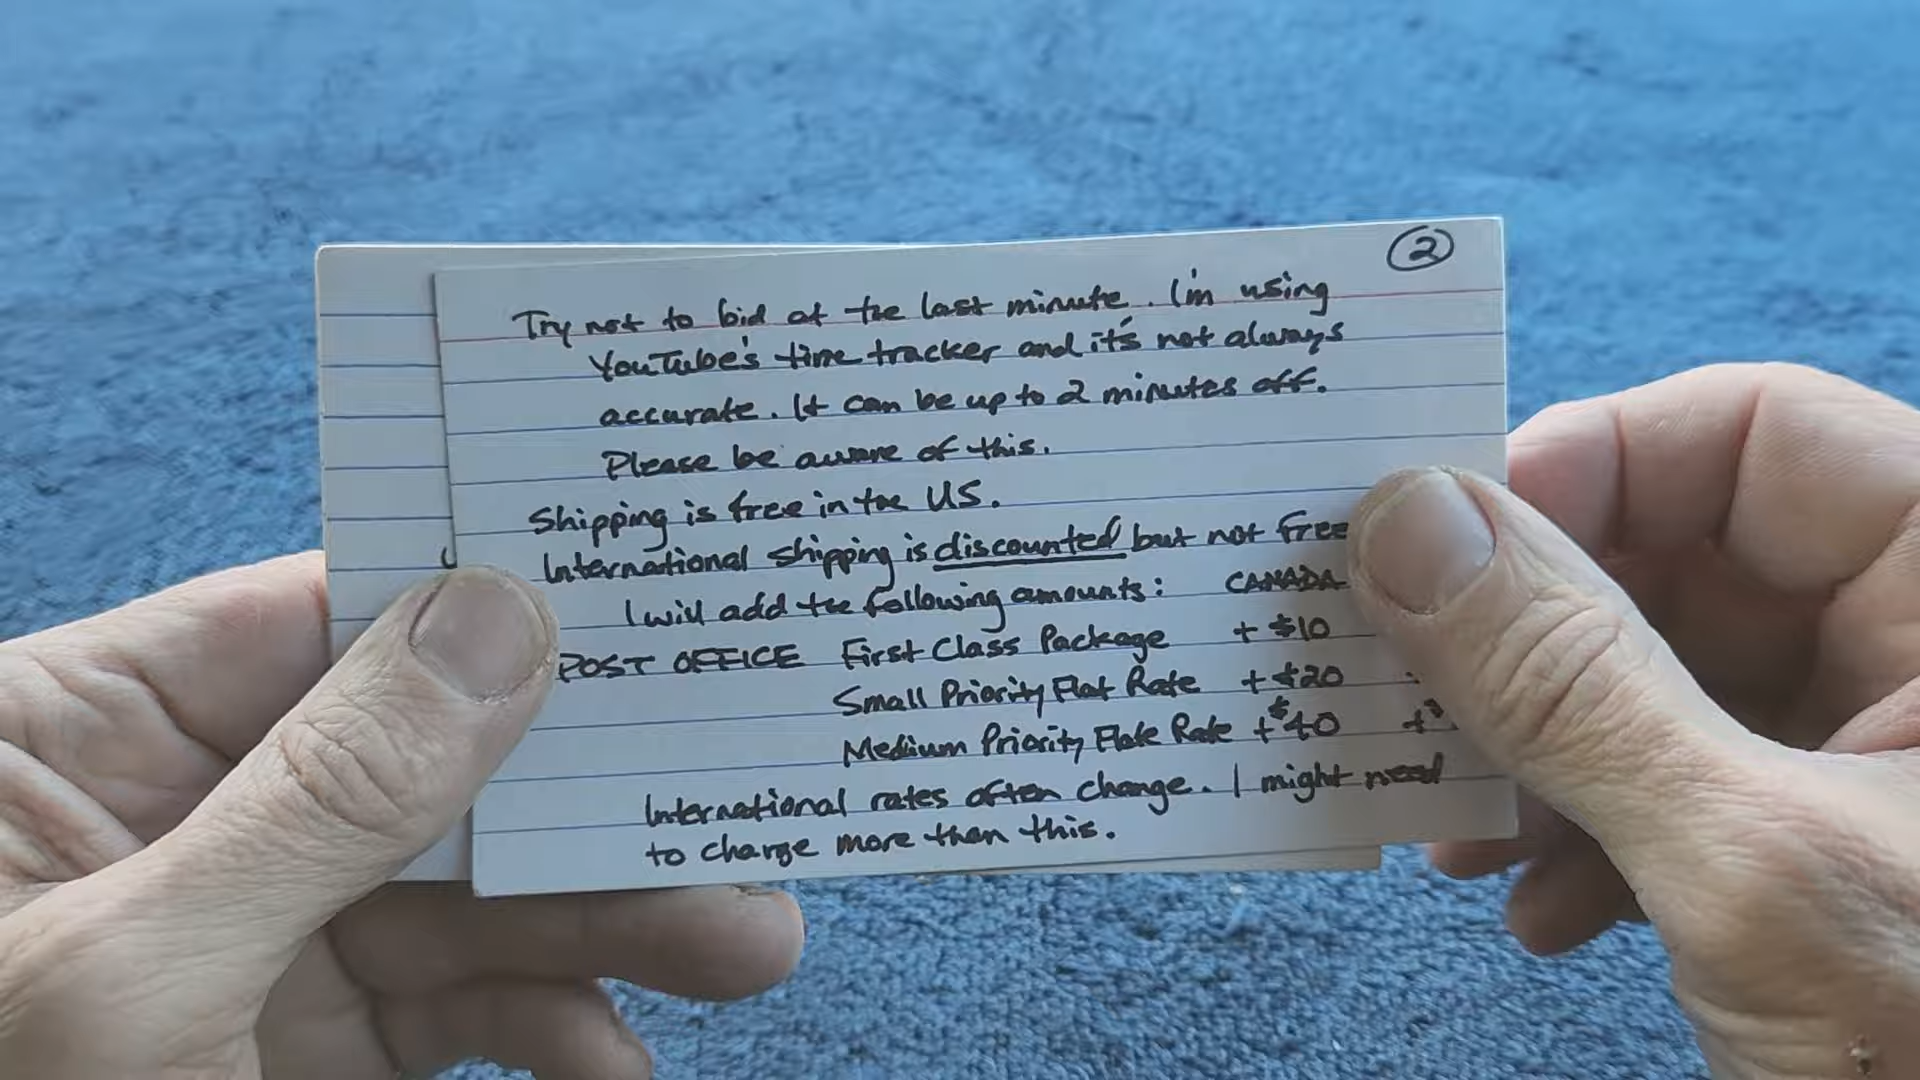 2
Try not to bid at the last minute. I'm using
YouTube's time tracker and it's not always
accurate. It can be up to 2 minutes off.
Please be aware of this.
Shipping is free in the US.
International shipping is discounted but not free
I will add the following amounts: CANADA
POST OFFICE First Class Package + $10
Small Priority Flat Rate + $20
Medium Priority Flate Rate + $40 +
International rates often change. I might need
to charge more than this.